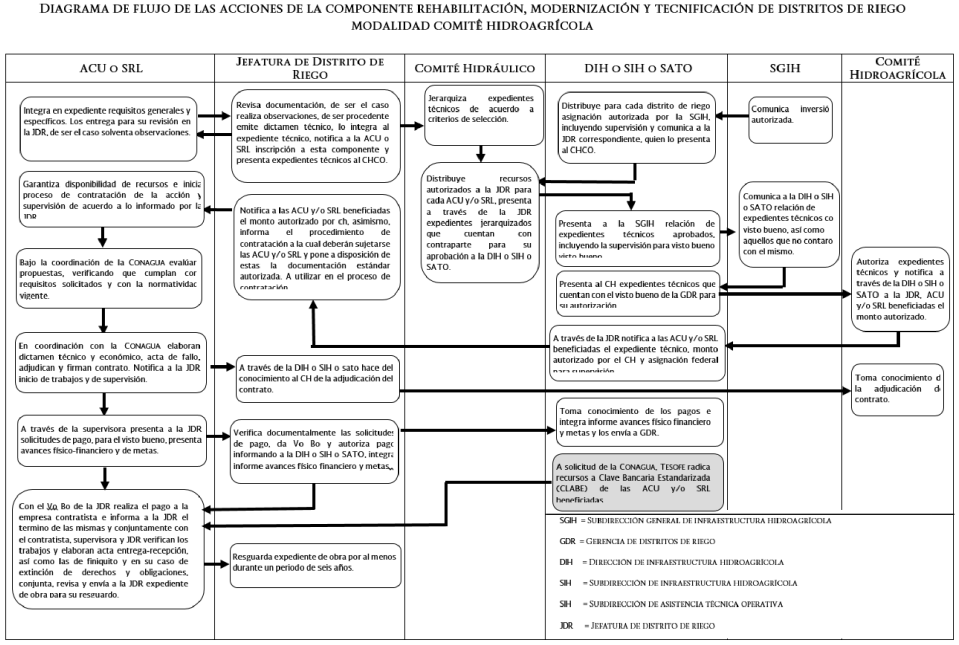 DIAGRAMA DE FLUJO DE LAS ACCIONES DE LA COMPONENTE REHABILITACIÓN, MODERNIZACIÓN Y TECNIFICACIÓN DE DISTRITOS DE RIEGO
MODALIDAD COMITÉ HIDROAGRÍCOLA
ACU O SRL
JEFATURA DE DISTRITO DE
RIEGO
COMITÉ HIDRÁULICO
DIH O SIH O SATO
SGIH
COMITÉ
HIDROAGRÍCOLA
Integra en expediente requisitos generales y
específicos. Los entrega para su revisión en
la JDR, de ser el caso solventa observaciones.
Revisa documentación, de ser el caso
realiza observaciones, de ser procedente
emite dictamen técnico, lo integra al
expediente técnico, notifica a la ACU o
SRL inscripción a esta componente y
presenta expedientes técnicos al CHCO.
Jerarquiza expedientes
técnicos de acuerdo a
criterios de selección.
Distribuye para cada distrito de riego
asignación autorizada por la SGIH,
incluyendo supervisión y comunica a la
JDR correspondiente, quien lo presenta
al CHCO.
Comunica inversió
autorizada.
Garantiza disponibilidad de recursos e inicia
proceso de contratación de la acción y
supervisión de acuerdo a lo informado por la
JDR
Notifica a las ACU y/o SRL beneficiadas
el monto autorizado por ch, asimismo,
informa el procedimiento de
contratación a la cual deberán sujetarse
las ACU y/o SRL y pone a disposición de
estas la documentación estándar
autorizada. A utilizar en el proceso de
contratación
Distribuye recursos
autorizados a la JDR para
cada ACU y/o SRL, presenta
a través de la JDR
expedientes jerarquizados
que cuentan con
contraparte para su
aprobación a la DIH o SIH o
SATO.
Presenta a la SGIH relación de
expedientes técnicos aprobados,
incluyendo la supervisión para visto bueno
visto bueno
Comunica a la DIH o SIH
o SATO relación de
expedientes técnicos co
visto bueno, así como
aquellos que no contaro
con el mismo.
Bajo la coordinación de la CONAGUA evalúar
propuestas, verificando que cumplan cor
requisitos solicitados y con la normatividac
vigente.
Presenta al CH expedientes técnicos que
cuentan con el visto bueno de la GDR para
su autorización
Autoriza expedientes
técnicos y notifica a
través de la DIH o SIH o
SATO a la JDR, ACU
y/o SRL beneficiadas el
monto autorizado.
En coordinación con la CONAGUA elaboran
dictamen técnico y económico, acta de fallo,
adjudican y firman contrato. Notifica a la JDR
inicio de trabajos y de supervisión.
A través de la DIH o SIH o sato hace del
conocimiento al CH de la adjudicación del
contrato.
A través de la JDR notifica a las ACU y/o SRL
beneficiadas el expediente técnico, monto
autorizado por el CH y asignación federal
para supervisión
Toma conocimiento d
la adjudicación de
contrato.
A través de la supervisora presenta a la JDR
solicitudes de pago, para el visto bueno, presenta
avances físico-financiero y de metas.
Verifica documentalmente las solicitudes
de pago, da Vo Bo y autoriza pago
informando a la DIH o SIH o SATO, integra
informe avances físico financiero y metas,
Toma conocimiento de los pagos e
integra informe avances físico financiero
y metas y los envía a GDR.
A solicitud de la CONAGUA, TESOFE radica
recursos a Clave Bancaria Estandarizada
(CLABE) de las ACU y/o SRL
beneficiadas
Con el Vo Bo de la JDR realiza el pago a la
empresa contratista e informa a la JDR el
termino de las mismas y conjuntamente con
el contratista, supervisora y JDR verifican los
trabajos y elaboran acta entrega-recepción,
así como las de finiquito y en su caso de
extinción de derechos y obligaciones,
conjunta, revisa y envía a la JDR expediente
de obra para su resguardo.
Resguarda expediente de obra por al menos
durante un periodo de seis años.
SGIH = SUBDIRECCIÓN GENERAL DE INFRAESTRUCTURA HIDROAGRÍCOLA
GDR = GERENCIA DE DISTRITOS DE RIEGO
DIH = DIRECCIÓN DE INFRAESTRUCTURA HIDROAGRÍCOLA
SIH = SUBDIRECCIÓN DE INFRAESTRUCTURA HIDROAGRÍCOLA
SIH = SUBDIRECCIÓN DE ASISTENCIA TÉCNICA OPERATIVA
JDR = JEFATURA DE DISTRITO DE RIEGO